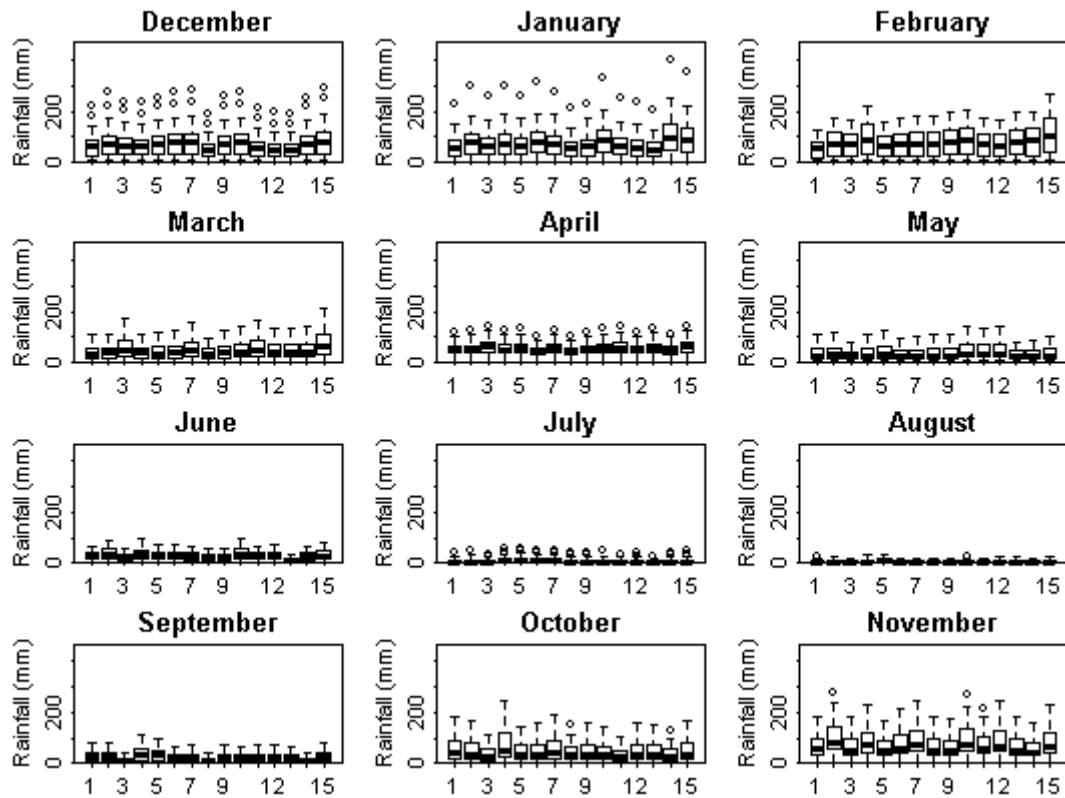 December January February
Rainfall (mm) 0 200 Rainfall (mm) 0 200 Rainfall (mm) 0 200
1 3 5 7 9 12 15 1 3 5 7 9 12 15 1 3 5 7 9 12 15
March April May
Rainfall (mm) 0 200 Rainfall (mm) 0 200 Rainfall (mm) 0 200
1 3 5 7 9 12 15 1 3 5 7 9 12 15 1 3 5 7 9 12 15
June July August
Rainfall (mm) 0 200 Rainfall (mm) 0 200 Rainfall (mm) 0 200
1 3 5 7 9 12 15 1 3 5 7 9 12 15 1 3 5 7 9 12 15
September October November
Rainfall (mm) 0 200 Rainfall (mm) 0 200 Rainfall (mm) 0 200
1 3 5 7 9 12 15 1 3 5 7 9 12 15 1 3 5 7 9 12 15